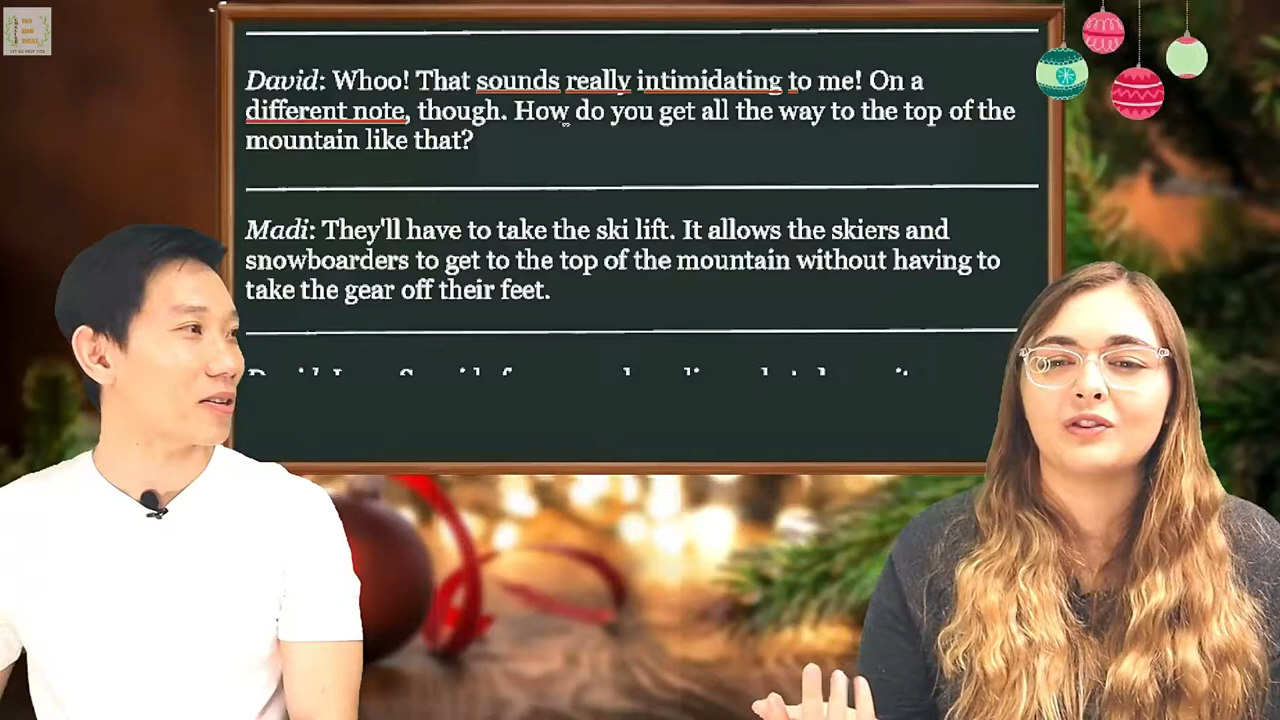 David: Whoo! That sounds really intimidating to me! On a
different note, though. How do you get all the way to the top of the
mountain like that?
Madi: They'll have to take the ski lift. It allows the skiers and
snowboarders to get to the top of the mountain without having to
take the gear off their feet.